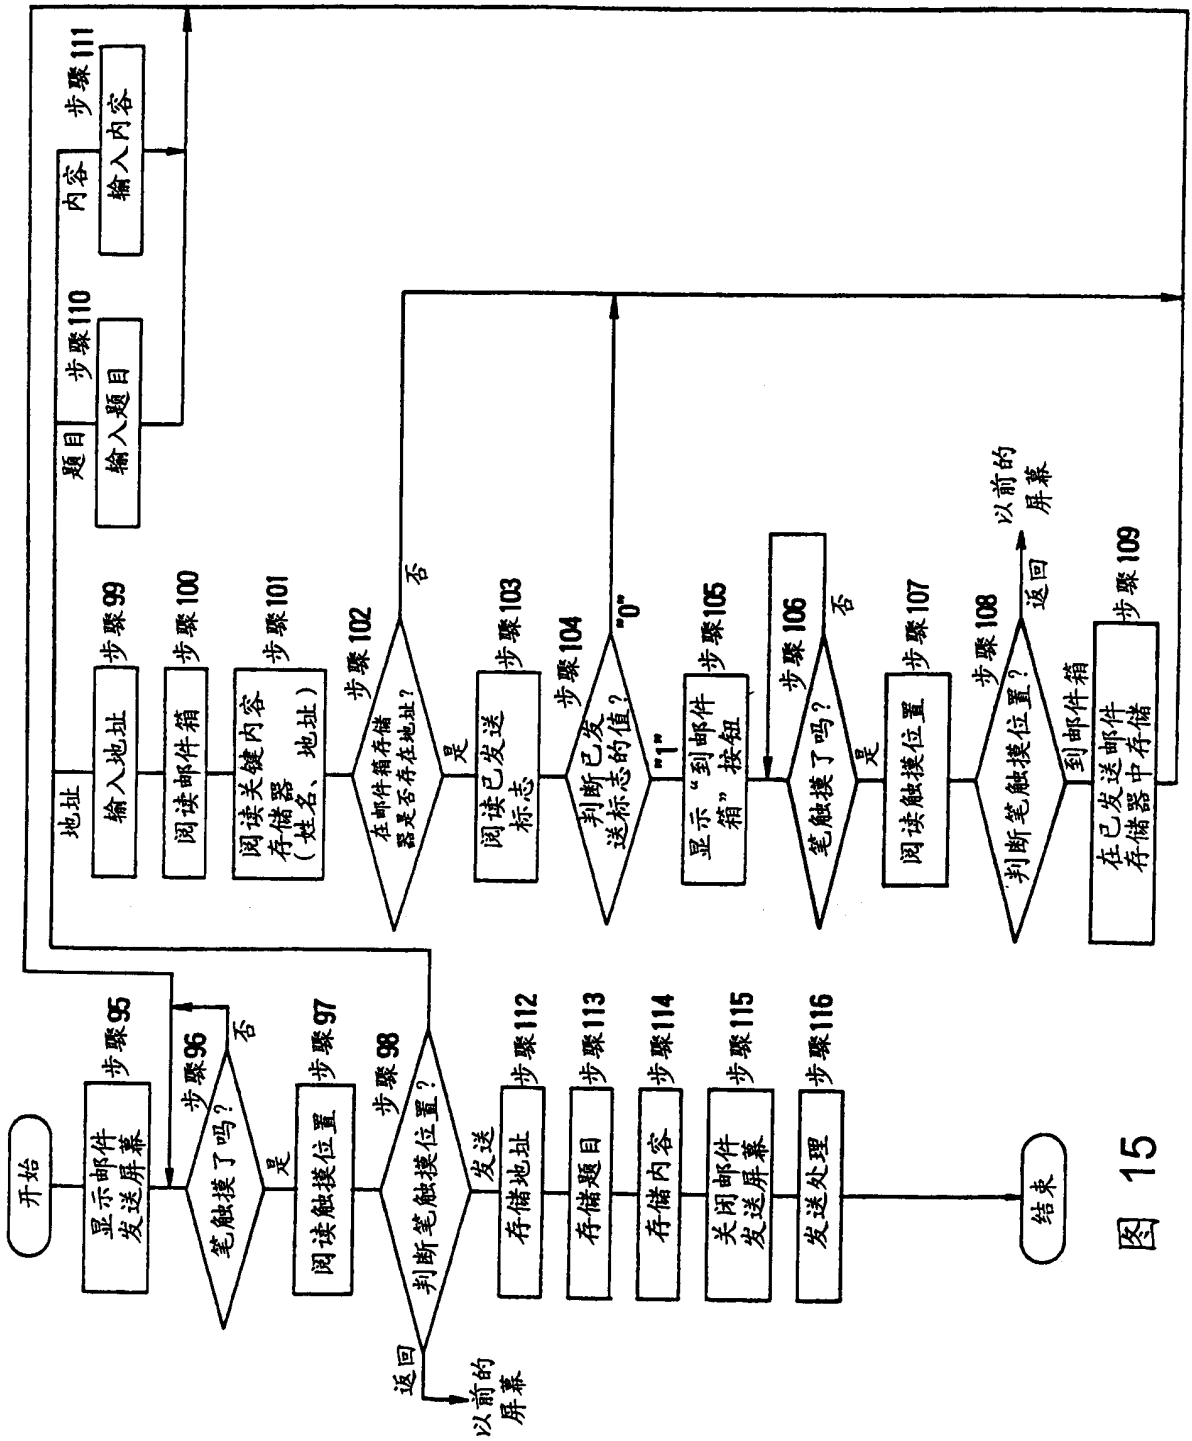 开始
步骤95
显示邮件
发送屏幕
步骤96
笔触摸了吗?
否
是
步骤97
阅读触摸位置
步骤98
判断笔触摸位置?
返回
以前的
屏幕
发送
步骤112
存储地址
步骤113
存储题目
步骤114
存储内容
步骤115
关闭邮件
发送屏幕
步骤116
发送处理
结束
地址
步骤99
输入地址
步骤100
阅读邮件箱
步骤101
阅读关键内容
存储器
(姓名、地址)
步骤102
在邮件箱存储
器是否存在地址?
否
是
步骤103
阅读已发送
标志
步骤104
判断已发
送标志的值?
"0"
"1"
步骤105
显示“到邮件
箱”按钮
步骤106
笔触摸了吗?
否
是
步骤107
阅读触摸位置
步骤108
判断笔触摸位置?
返回
以前的
屏幕
到邮件箱
步骤109
在已发送邮件
存储器中存储
题目
步骤110
输入题目
内容
步骤111
输入内容
图 15